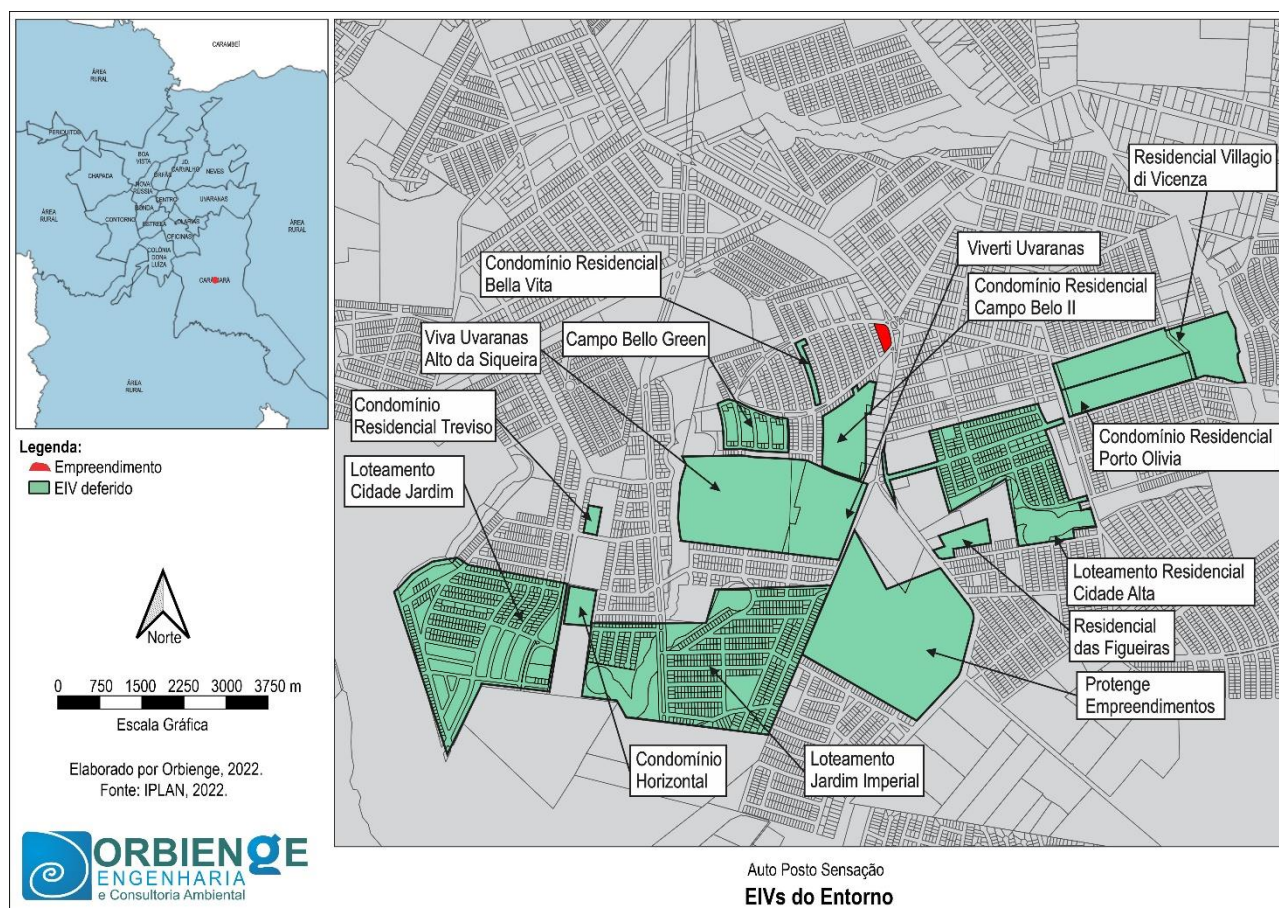 CARAMBEÍ
ÁREA
RURAL
PERIQUITOS
BOA
VISTA
JD.
CARVALHO
ÓRFÃS
NEVES
CHAPADA
NOVA
RÚSSIA
CENTRO
UVARANAS
RONDA
CONTORNO
ESTRELA
OLARIAS
OFICINAS
ÁREA
RURAL
ÁREA
RURAL
COLÔNIA
DONA
LUÍZA
CARÁ-CARÁ
ÁREA
RURAL
Legenda:
Empreendimento
EIV deferido
Norte
0 750 1500 2250 3000 3750 m
Escala Gráfica
Elaborado por Orbienge, 2022.
Fonte: IPLAN, 2022.
ORBIENGE
ENGENHARIA
e Consultoria Ambiental
Residencial Villagio
di Vicenza
Viverti Uvaranas
Condomínio Residencial
Bella Vita
Condomínio Residencial
Campo Belo II
Viva Uvaranas
Alto da Siqueira
Campo Bello Green
Condomínio
Residencial Treviso
Condomínio Residencial
Porto Olivia
Loteamento
Cidade Jardim
Loteamento Residencial
Cidade Alta
Residencial
das Figueiras
Protenge
Empreendimentos
Condomínio
Horizontal
Loteamento
Jardim Imperial
Auto Posto Sensação
EIVs do Entorno